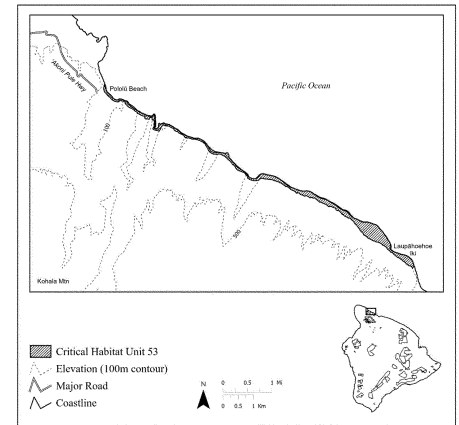 Akoni Pule Hwy
Pololū Beach
Pacific Ocean
100
500
Laupāhoehoe
Iki
Kohala Mtn
Critical Habitat Unit 53
Elevation (100m contour)
Major Road
Coastline
N
0 0.5 1 Mi
0 0.5 1 Km